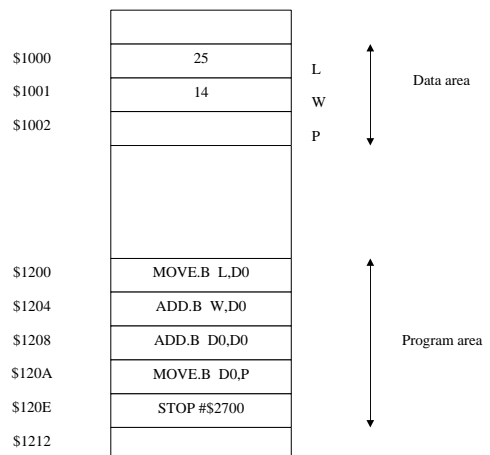 $1000 25 L
$1001 14 W Data area
$1002 P
$1200 MOVE.B L,D0
$1204 ADD.B W,D0
$1208 ADD.B D0,D0 Program area
$120A MOVE.B D0,P
$120E STOP #$2700
$1212